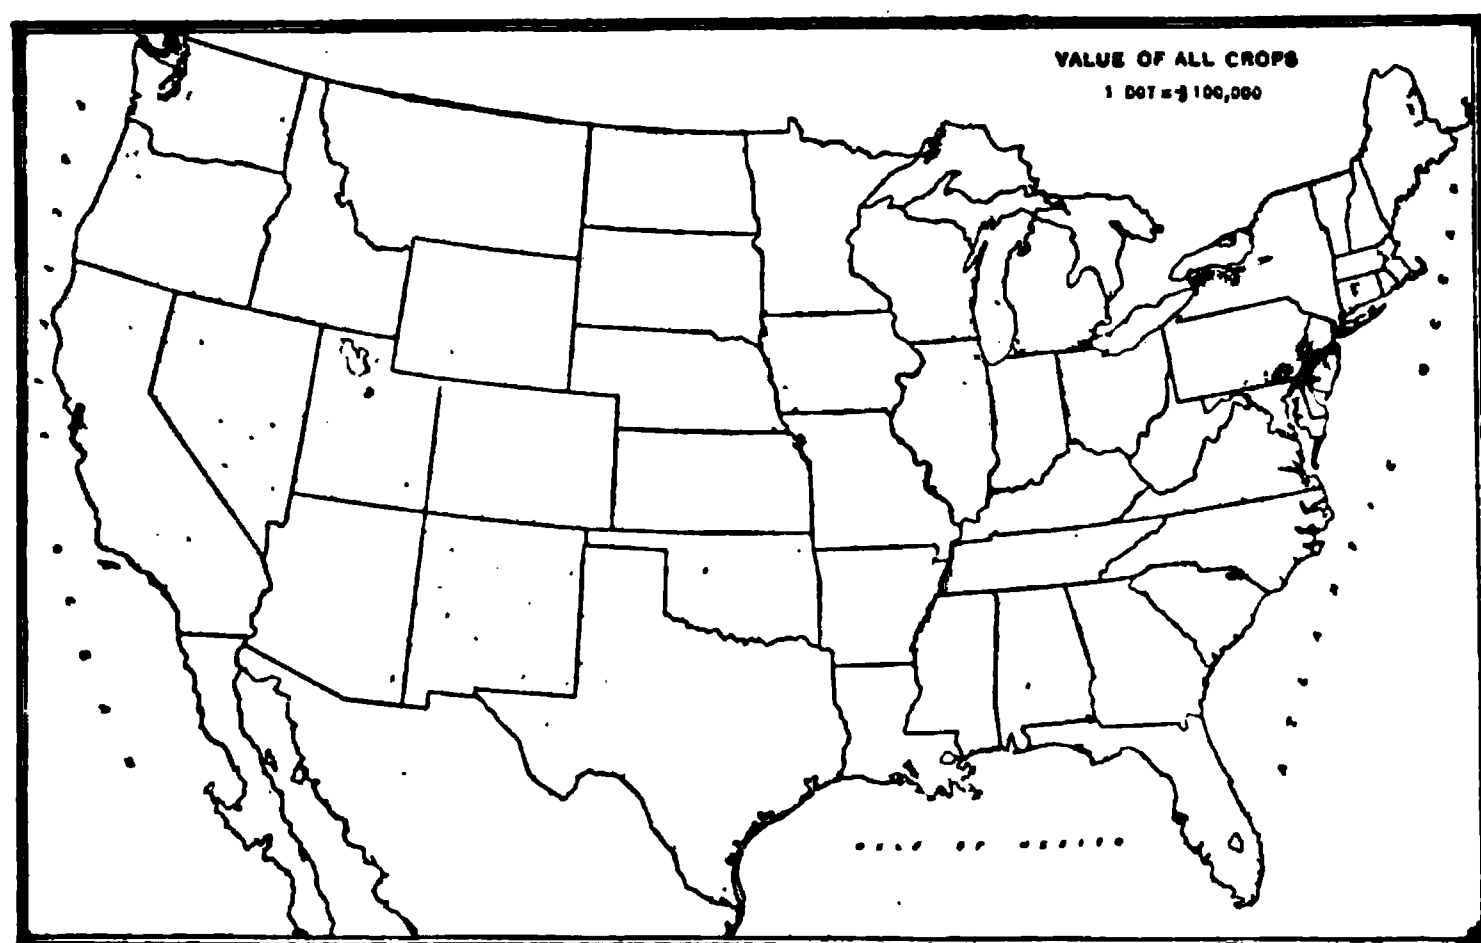 VALUE OF ALL CROPS
1 DOT = $100,000